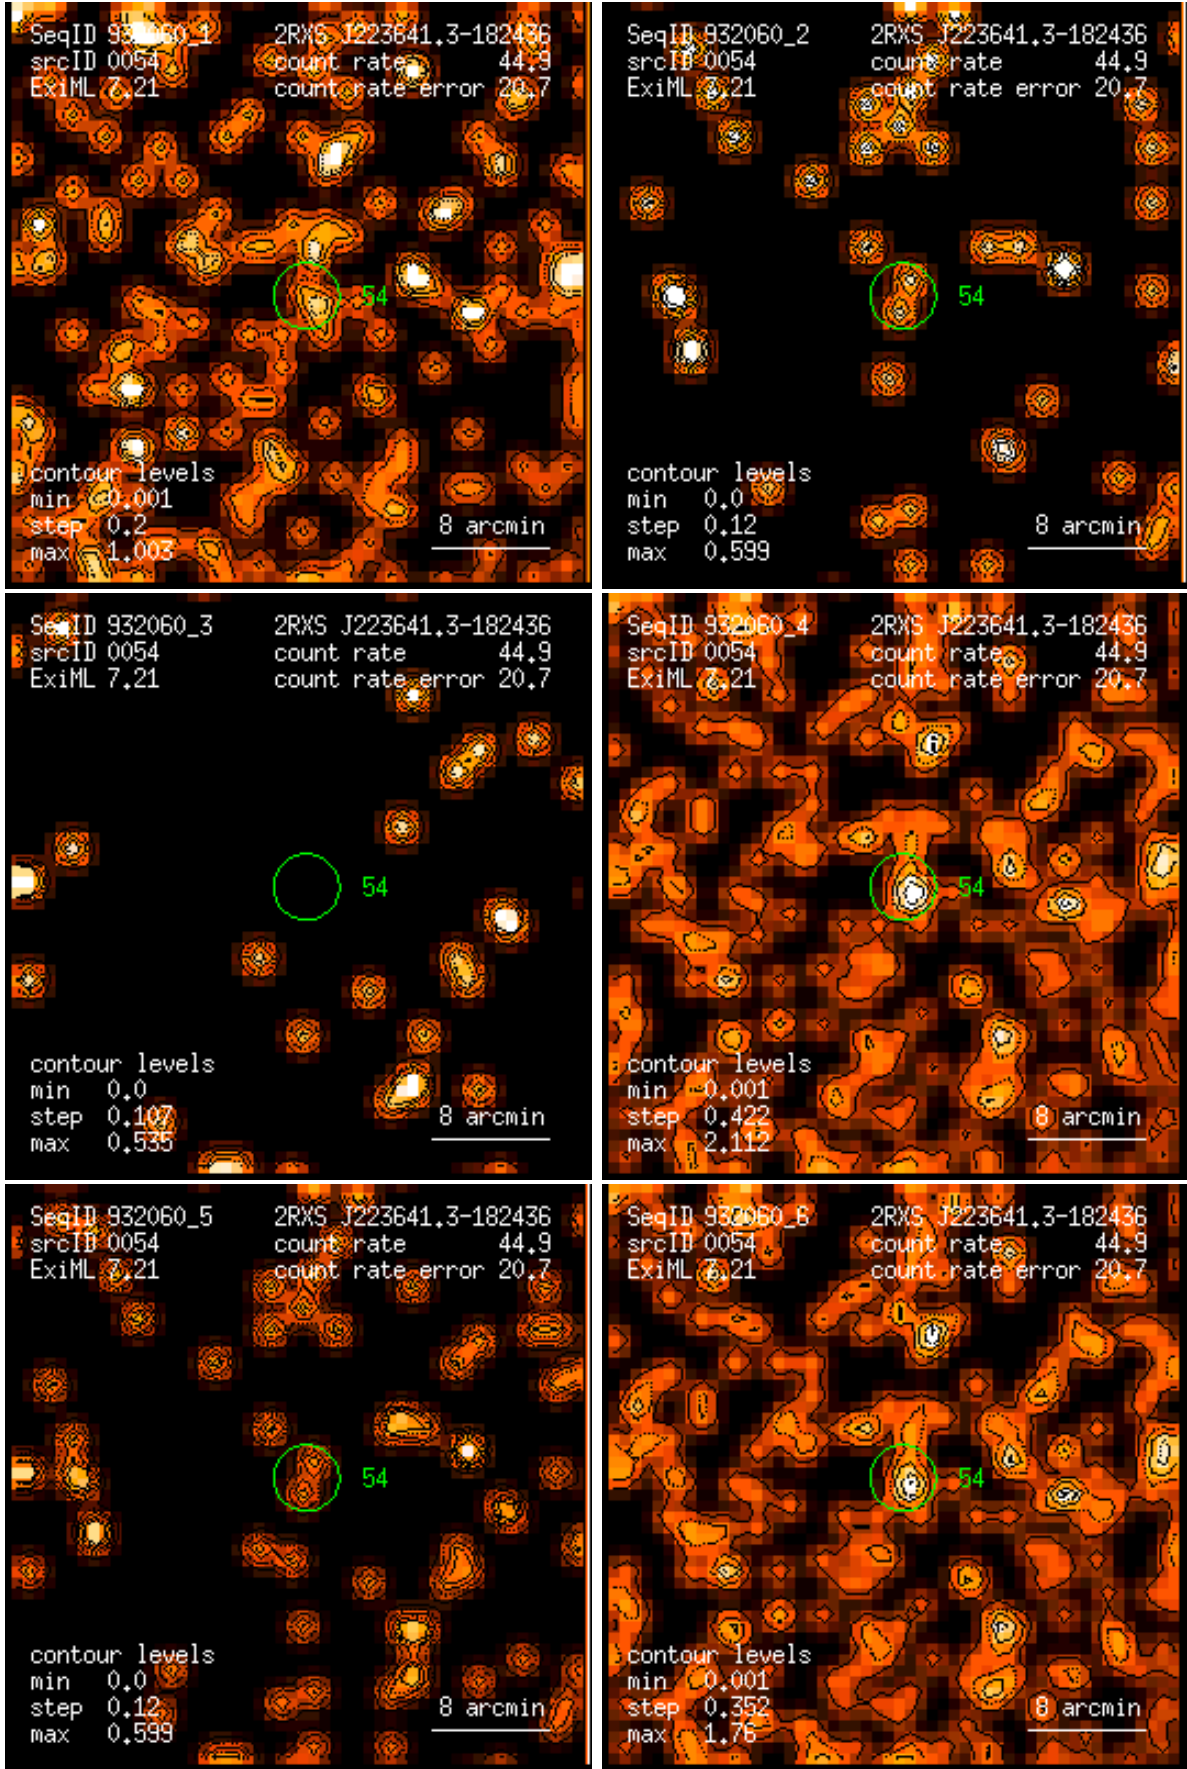 SeqID 932060_1 2RXS J223641.3-182436
srcID 0054 count rate 44.9
ExiML 7.21 count rate error 20.7
54
contour levels
min 0.001
step 0.2 8 arcmin
max 1.003
SeqID 932060_2 2RXS J223641.3-182436
srcID 0054 count rate 44.9
ExiML 7.21 count rate error 20.7
54
contour levels
min 0.0
step 0.12 8 arcmin
max 0.599
SeqID 932060_3 2RXS J223641.3-182436
srcID 0054 count rate 44.9
ExiML 7.21 count rate error 20.7
54
contour levels
min 0.0
step 0.107 8 arcmin
max 0.535
SeqID 932060_4 2RXS J223641.3-182436
srcID 0054 count rate 44.9
ExiML 7.21 count rate error 20.7
54
contour levels
min 0.001
step 0.422 8 arcmin
max 2.112
SeqID 932060_5 2RXS J223641.3-182436
srcID 0054 count rate 44.9
ExiML 7.21 count rate error 20.7
54
contour levels
min 0.0
step 0.12 8 arcmin
max 0.599
SeqID 932060_6 2RXS J223641.3-182436
srcID 0054 count rate 44.9
ExiML 7.21 count rate error 20.7
54
contour levels
min 0.001
step 0.352 8 arcmin
max 1.76